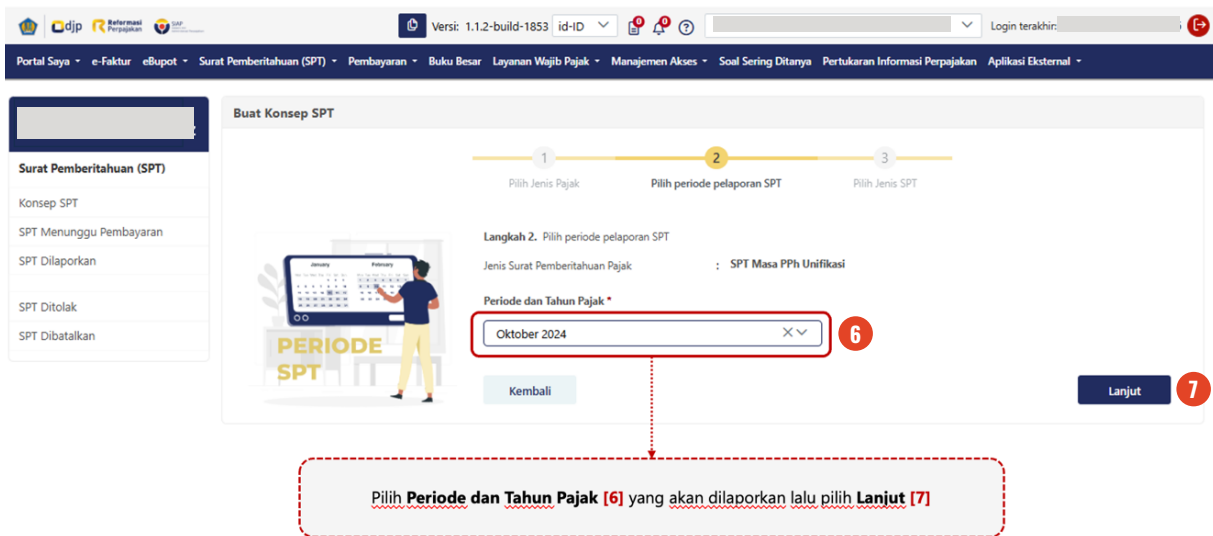 djp Reformasi Perpajakan SIAP Versi: 1.1.2-build-1853 id-ID 0 0 ? Login terakhir:
Portal Saya e-Faktur eBupot Surat Pemberitahuan (SPT) Pembayaran Buku Besar Layanan Wajib Pajak Manajemen Akses Soal Sering Ditanya Pertukaran Informasi Perpajakan Aplikasi Eksternal
Buat Konsep SPT
Surat Pemberitahuan (SPT)
Konsep SPT
SPT Menunggu Pembayaran
SPT Dilaporkan
SPT Ditolak
SPT Dibatalkan
1 2 3
Pilih Jenis Pajak Pilih periode pelaporan SPT Pilih Jenis SPT
January February
PERIODE
SPT
Langkah 2. Pilih periode pelaporan SPT
Jenis Surat Pemberitahuan Pajak : SPT Masa PPh Unifikasi
Periode dan Tahun Pajak *
Oktober 2024 6
Kembali Lanjut 7
Pilih Periode dan Tahun Pajak [6] yang akan dilaporkan lalu pilih Lanjut [7]